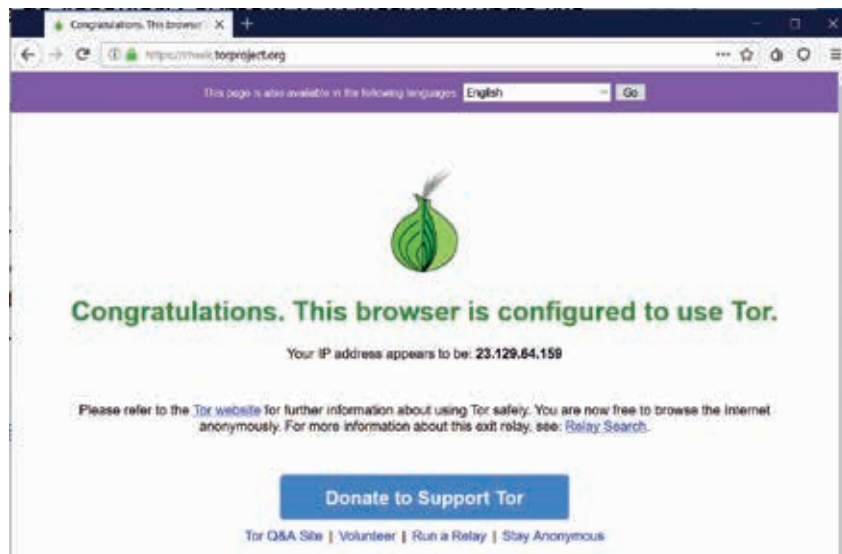 Congratulations. This browser
https://check.torproject.org
This page is also available in the following languages: English Go
Congratulations. This browser is configured to use Tor.
Your IP address appears to be: 23.129.64.159
Please refer to the Tor website for further information about using Tor safely. You are now free to browse the Internet
anonymously. For more information about this exit relay, see: Relay Search.
Donate to Support Tor
Tor Q&A Site | Volunteer | Run a Relay | Stay Anonymous